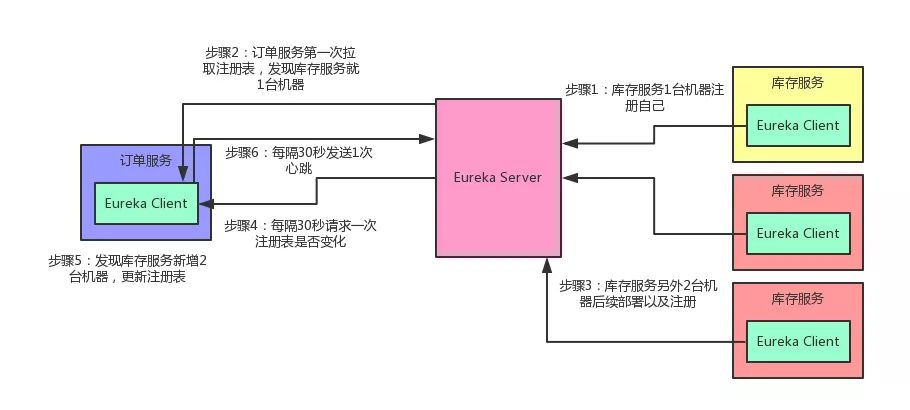 步骤2：订单服务第一次拉
取注册表，发现库存服务就
1台机器
步骤1：库存服务1台机器注
册自己
库存服务
Eureka Client
订单服务
Eureka Client
步骤6：每隔30秒发送1次
心跳
Eureka Server
库存服务
Eureka Client
步骤4：每隔30秒请求一次
注册表是否变化
步骤5：发现库存服务新增2
台机器，更新注册表
步骤3：库存服务另外2台机
器后续部署以及注册
库存服务
Eureka Client